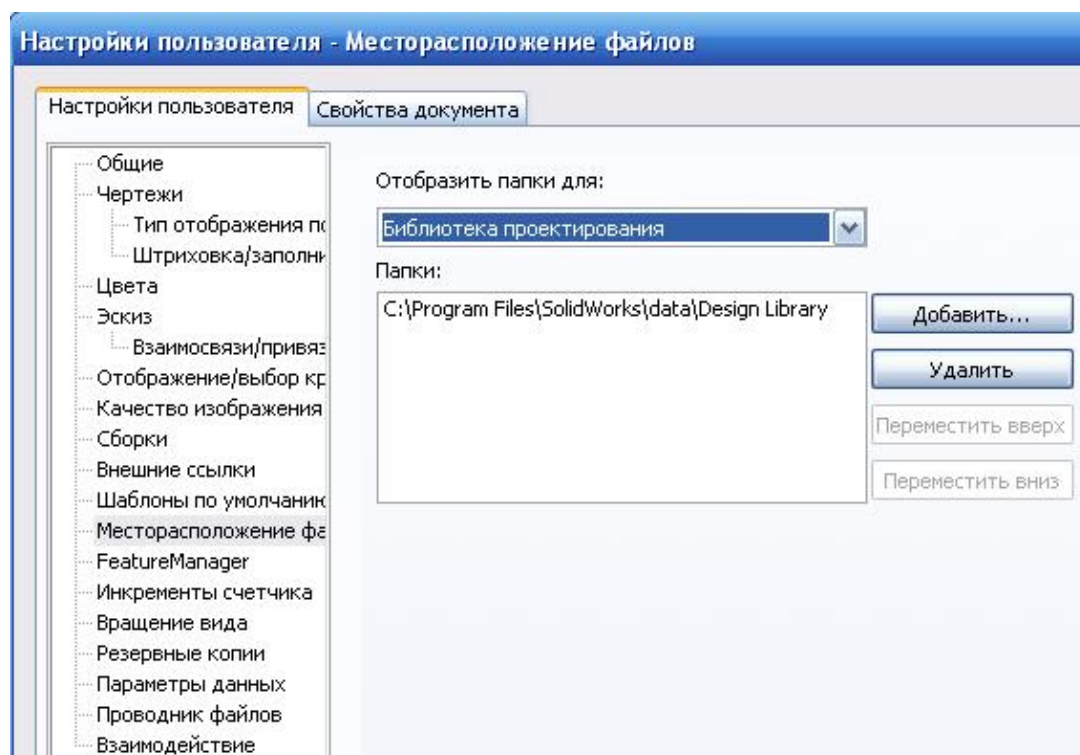 Настройки пользователя - Месторасположение файлов
Настройки пользователя
Свойства документа
Общие
Чертежи
Тип отображения по
Штриховка/заполни
Цвета
Эскиз
Взаимосвязи/привяз
Отображение/выбор кр
Качество изображения
Сборки
Внешние ссылки
Шаблоны по умолчанию
Месторасположение фа
FeatureManager
Инкременты счетчика
Вращение вида
Резервные копии
Параметры данных
Проводник файлов
Взаимодействие
Отобразить папки для:
Библиотека проектирования
Папки:
C:\Program Files\SolidWorks\data\Design Library
Добавить...
Удалить
Переместить вверх
Переместить вниз